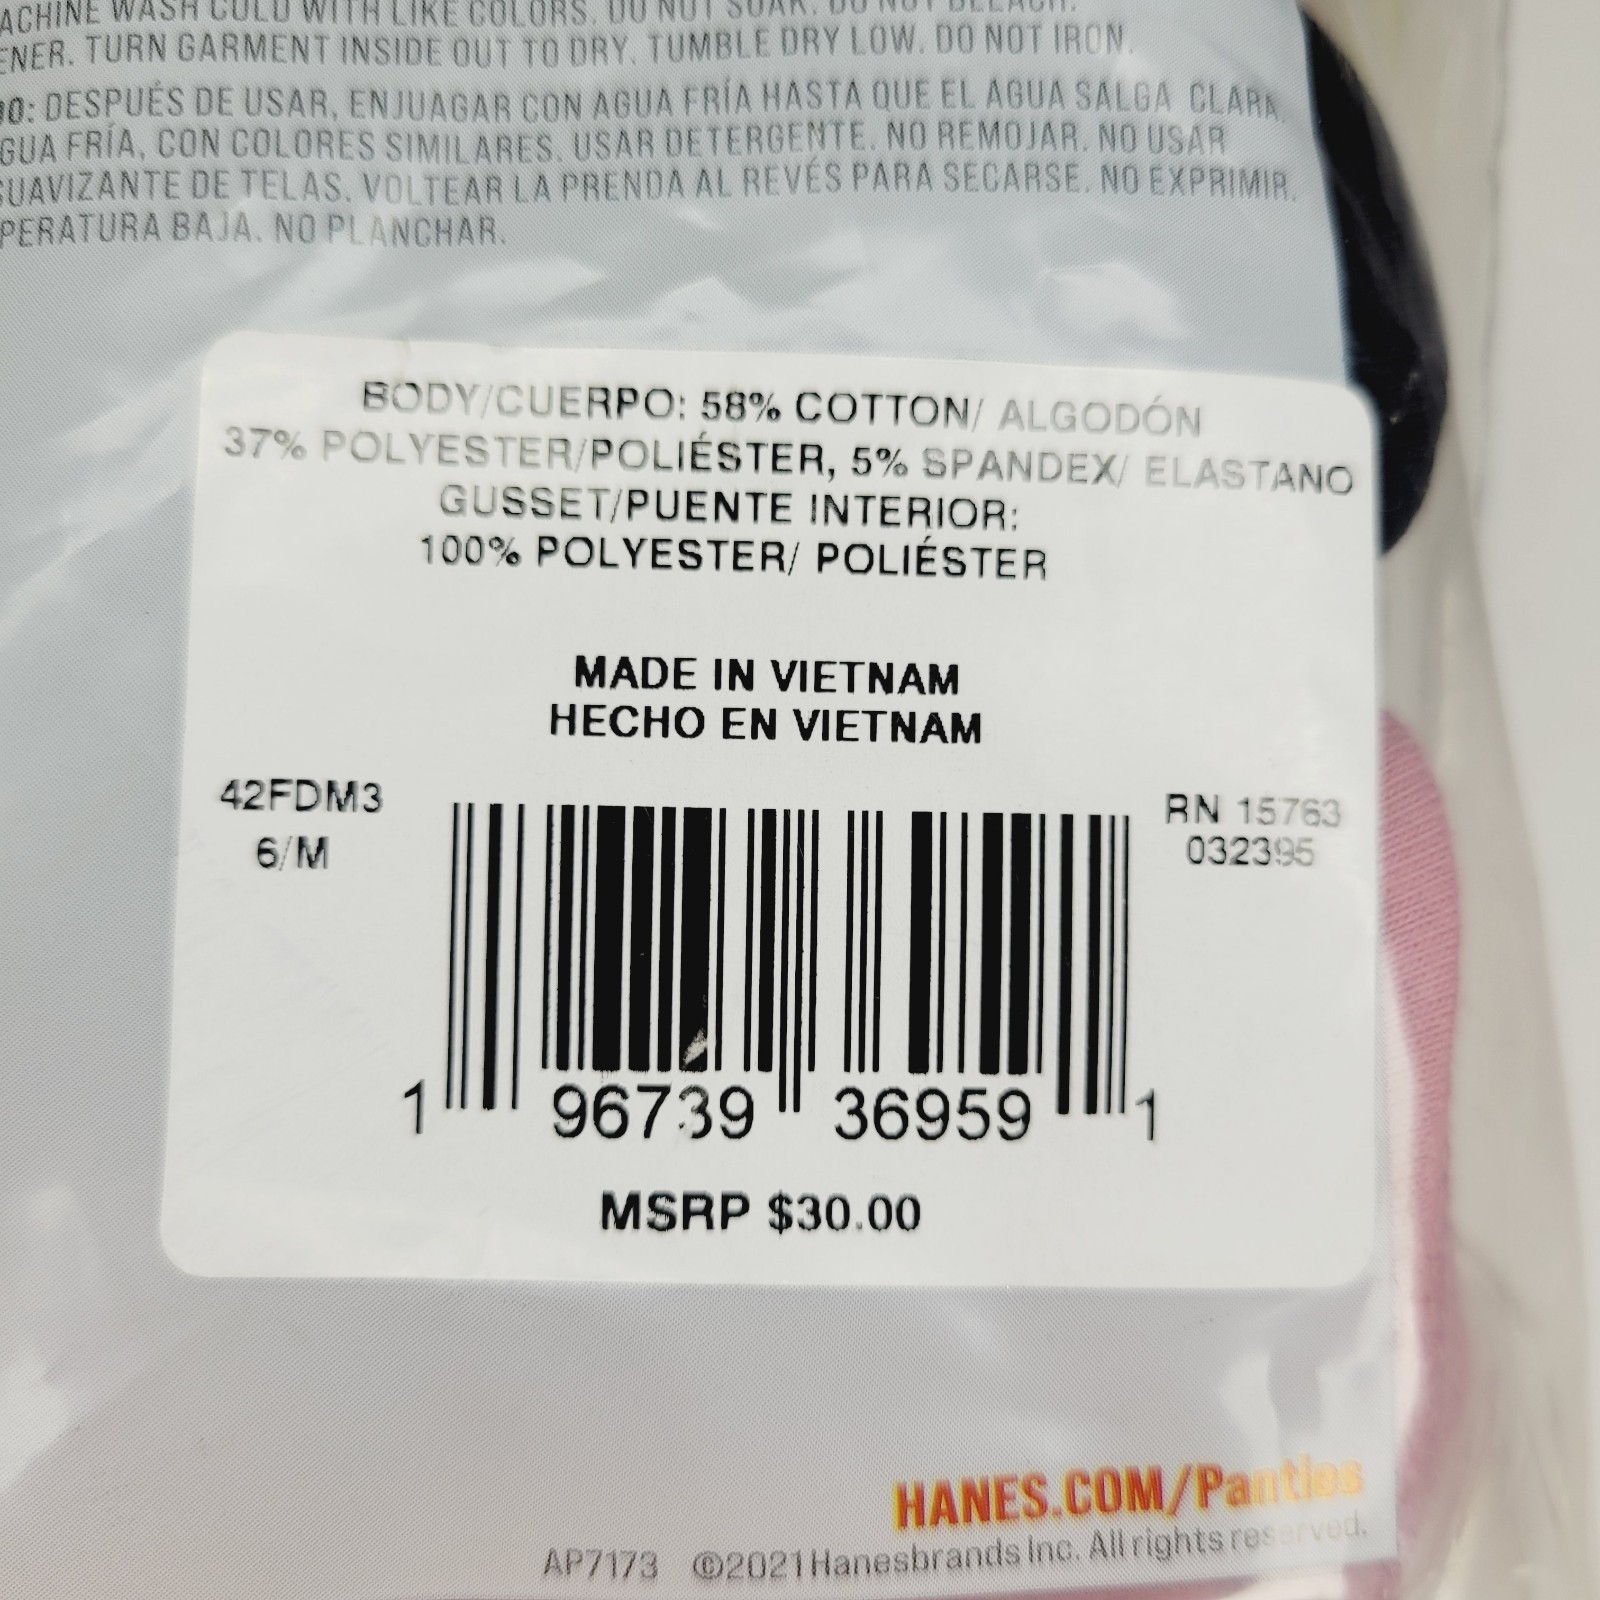 ACHINE WASH COLD WITH LIKE COLORS. DO NOT SOAK. DO NOT BLEACH.
ENER. TURN GARMENT INSIDE OUT TO DRY. TUMBLE DRY LOW. DO NOT IRON.
DO: DESPUÉS DE USAR, ENJUAGAR CON AGUA FRÍA HASTA QUE EL AGUA SALGA CLARA,
GUA FRÍA, CON COLORES SIMILARES. USAR DETERGENTE. NO REMOJAR. NO USAR
SUAVIZANTE DE TELAS. VOLTEAR LA PRENDA AL REVÉS PARA SECARSE. NO EXPRIMIR.
PERATURA BAJA. NO PLANCHAR.
BODY/CUERPO: 58% COTTON/ ALGODÓN
37% POLYESTER/POLIÉSTER, 5% SPANDEX/ ELASTANO
GUSSET/PUENTE INTERIOR:
100% POLYESTER/ POLIÉSTER
MADE IN VIETNAM
HECHO EN VIETNAM
42FDM3
6/M
RN 15763
032395
1 96739 36959 1
MSRP $30.00
HANES.COM/Panties
AP7173 ©2021 Hanesbrands Inc. All rights reserved.